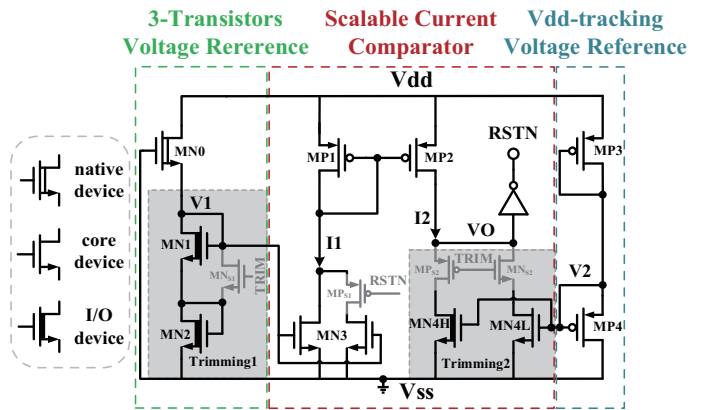 3-Transistors Voltage Rererence
Scalable Current Comparator
Vdd-tracking Voltage Reference
Vdd
RSTN
MN0
MP1
MP2
MP3
native device
core device
I/O device
V1
I1
I2
VO
V2
MN1
MNS1
TRIM
MPS1
RSTN
MPS2
TRIM
MNS2
MN2
MN3
MN4H
MN4L
MP4
Trimming1
Trimming2
Vss